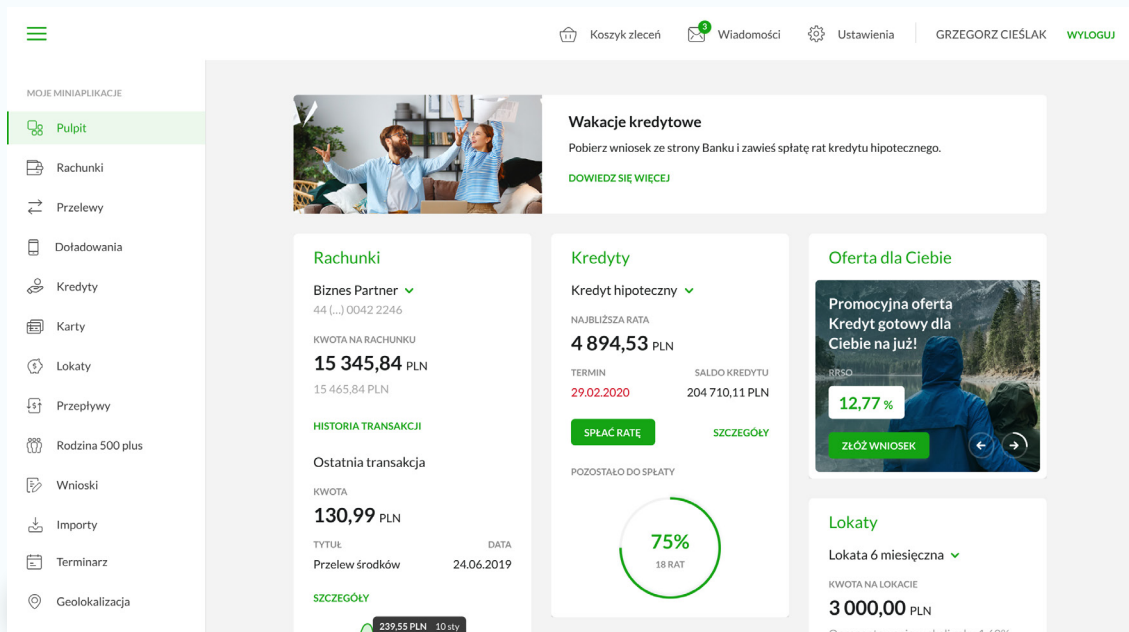 Koszyk zleceń
3
Wiadomości
Ustawienia
GRZEGORZ CIEŚLAK
WYLOGUJ
MOJE MINIAPLIKACJE
Pulpit
Rachunki
Przelewy
Doładowania
Kredyty
Karty
Lokaty
Przepływy
Rodzina 500 plus
Wnioski
Importy
Terminarz
Geolokalizacja
Wakacje kredytowe
Pobierz wniosek ze strony Banku i zawieś spłatę rat kredytu hipotecznego.
DOWIEDZ SIĘ WIĘCEJ
Rachunki
Biznes Partner
44 (...) 0042 2246
KWOTA NA RACHUNKU
15 345,84 PLN
15 465,84 PLN
HISTORIA TRANSAKCJI
Ostatnia transakcja
KWOTA
130,99 PLN
TYTUŁ DATA
Przelew środków 24.06.2019
SZCZEGÓŁY
239,55 PLN 10 sty
Kredyty
Kredyt hipoteczny
NAJBLIŻSZA RATA
4 894,53 PLN
TERMIN SALDO KREDYTU
29.02.2020 204 710,11 PLN
SPŁAĆ RATĘ SZCZEGÓŁY
POZOSTAŁO DO SPŁATY
75%
18 RAT
Oferta dla Ciebie
Promocyjna oferta
Kredyt gotowy dla
Ciebie na już!
RRSO
12,77 %
ZŁÓŻ WNIOSEK
Lokaty
Lokata 6 miesięczna
KWOTA NA LOKACIE
3 000,00 PLN